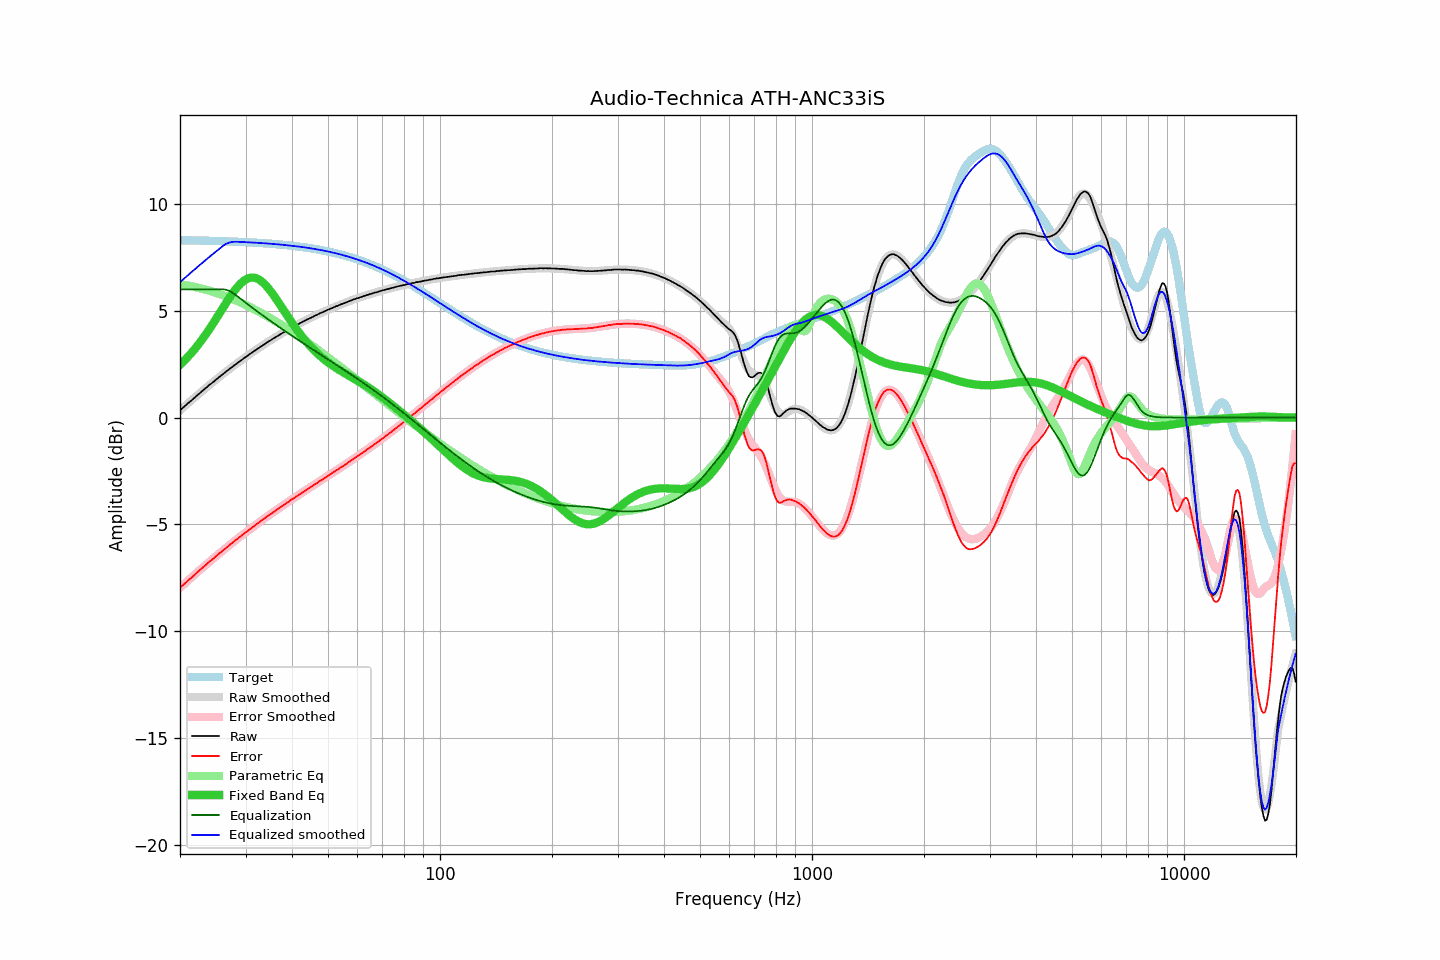 Audio-Technica ATH-ANC33iS
Amplitude (dBr)
10
5
0
−5
−10
−15
−20
Target
Raw Smoothed
Error Smoothed
Raw
Error
Parametric Eq
Fixed Band Eq
Equalization
Equalized smoothed
100 1000 10000
Frequency (Hz)